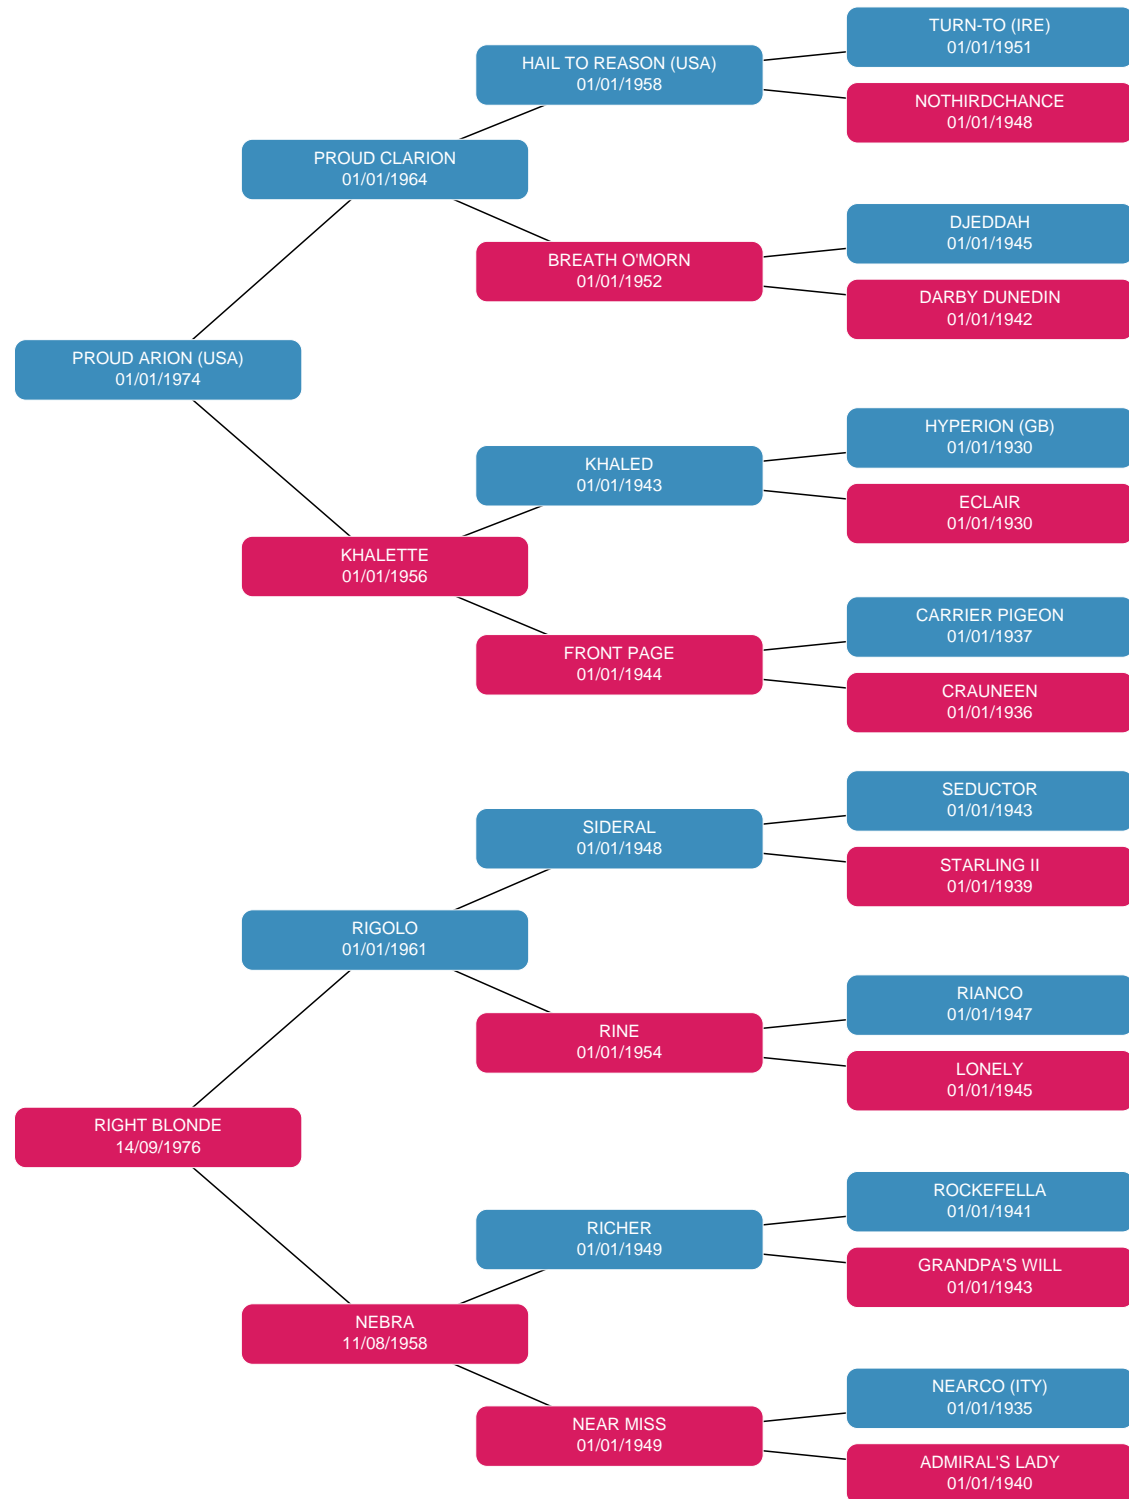 TURN-TO (IRE)
01/01/1951
HAIL TO REASON (USA)
01/01/1958
NOTHIRDCHANCE
01/01/1948
PROUD CLARION
01/01/1964
DJEDDAH
01/01/1945
BREATH O'MORN
01/01/1952
DARBY DUNEDIN
01/01/1942
PROUD ARION (USA)
01/01/1974
HYPERION (GB)
01/01/1930
KHALED
01/01/1943
ECLAIR
01/01/1930
KHALETTE
01/01/1956
CARRIER PIGEON
01/01/1937
FRONT PAGE
01/01/1944
CRAUNEEN
01/01/1936
SEDUCTOR
01/01/1943
SIDERAL
01/01/1948
STARLING II
01/01/1939
RIGOLO
01/01/1961
RIANCO
01/01/1947
RINE
01/01/1954
LONELY
01/01/1945
RIGHT BLONDE
14/09/1976
ROCKEFELLA
01/01/1941
RICHER
01/01/1949
GRANDPA'S WILL
01/01/1943
NEBRA
11/08/1958
NEARCO (ITY)
01/01/1935
NEAR MISS
01/01/1949
ADMIRAL'S LADY
01/01/1940